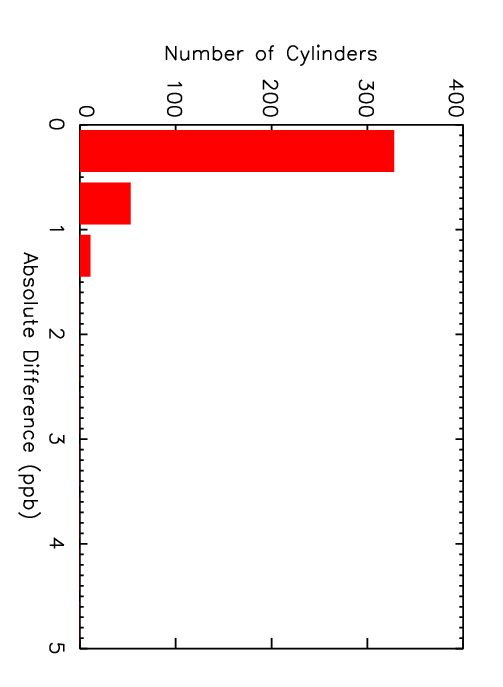 Number of Cylinders
0 100 200 300 400
0 1 2 3 4 5
Absolute Difference (ppb)